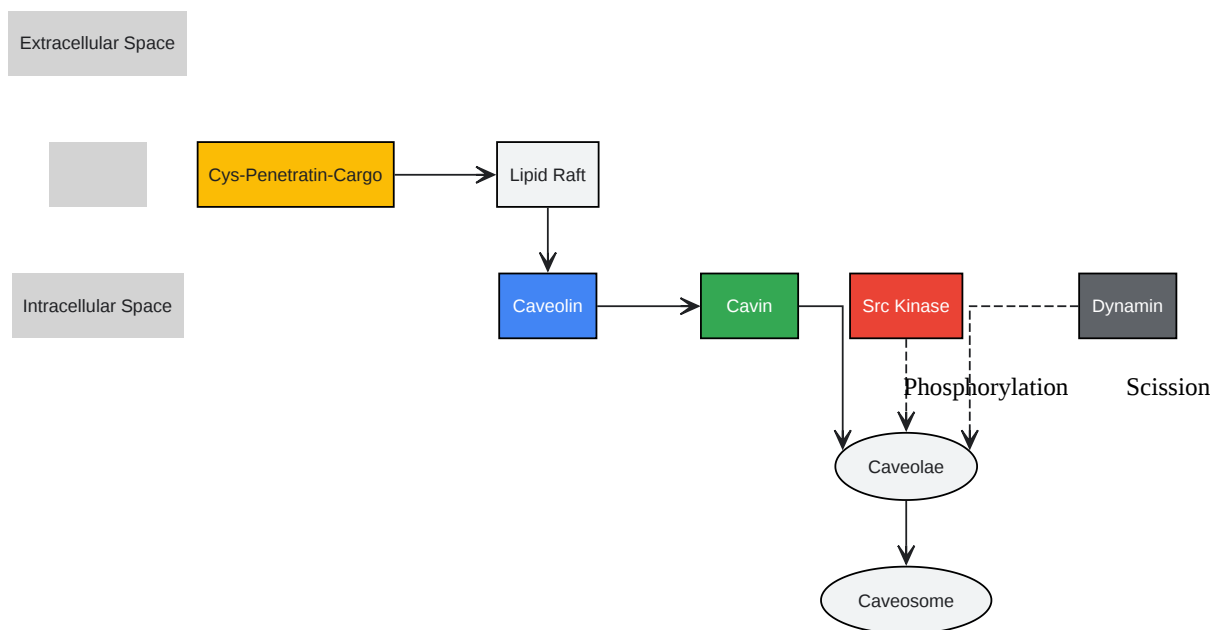 Extracellular Space
Cys-Penetratin-Cargo
Lipid Raft
Intracellular Space
Caveolin
Cavin
Src Kinase
Dynamin
Phosphorylation
Scission
Caveolae
Caveosome